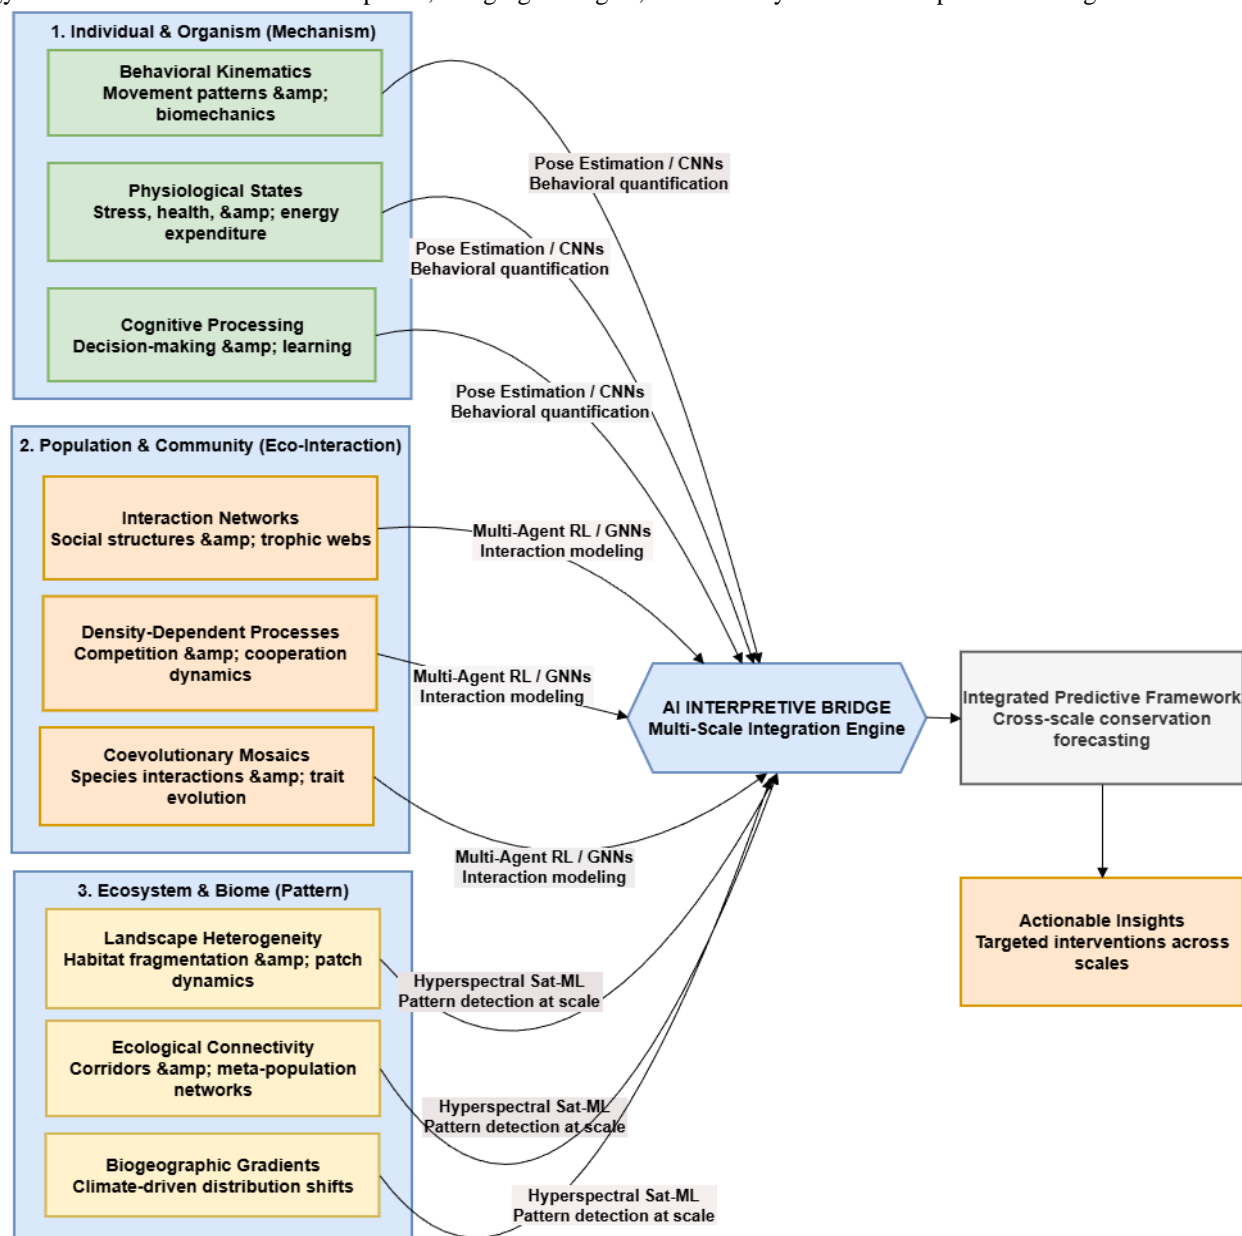 1. Individual & Organism (Mechanism)
Behavioral Kinematics
Movement patterns &amp;
biomechanics
Physiological States
Stress, health, &amp; energy
expenditure
Cognitive Processing
Decision-making &amp; learning
Pose Estimation / CNNs
Behavioral quantification
Pose Estimation / CNNs
Behavioral quantification
Pose Estimation / CNNs
Behavioral quantification
2. Population & Community (Eco-Interaction)
Interaction Networks
Social structures &amp; trophic webs
Density-Dependent Processes
Competition &amp; cooperation
dynamics
Coevolutionary Mosaics
Species interactions &amp; trait
evolution
Multi-Agent RL / GNNs
Interaction modeling
Multi-Agent RL / GNNs
Interaction modeling
Multi-Agent RL / GNNs
Interaction modeling
3. Ecosystem & Biome (Pattern)
Landscape Heterogeneity
Habitat fragmentation &amp; patch
dynamics
Ecological Connectivity
Corridors &amp; meta-population
networks
Biogeographic Gradients
Climate-driven distribution shifts
Hyperspectral Sat-ML
Pattern detection at scale
Hyperspectral Sat-ML
Pattern detection at scale
Hyperspectral Sat-ML
Pattern detection at scale
AI INTERPRETIVE BRIDGE
Multi-Scale Integration Engine
Integrated Predictive Framework
Cross-scale conservation
forecasting
Actionable Insights
Targeted interventions across
scales